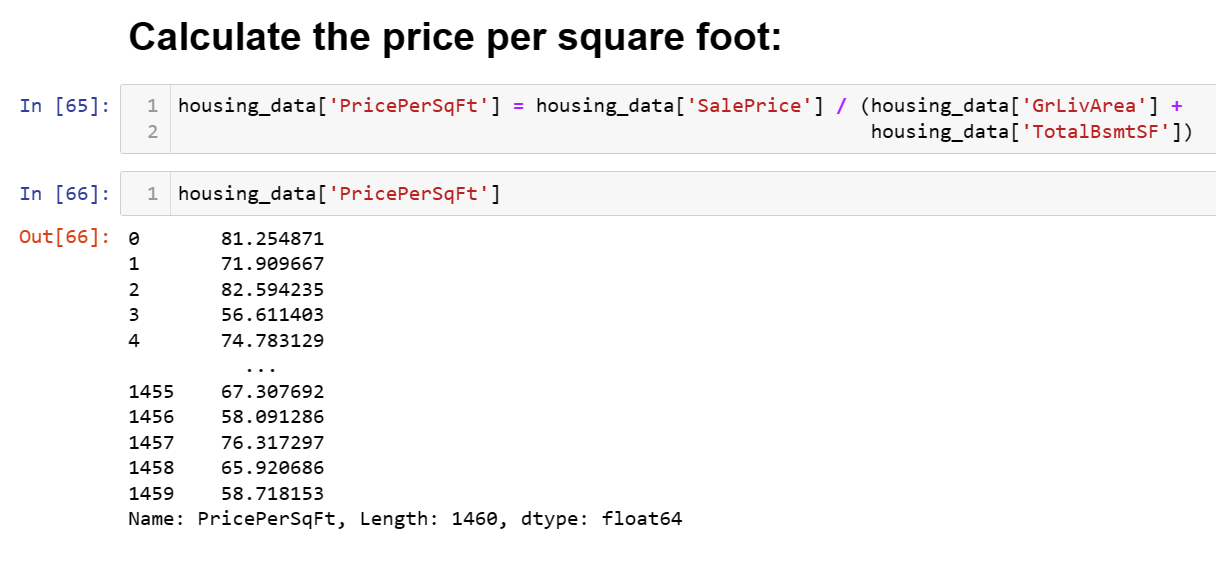 Calculate the price per square foot:
In [65]: 1 housing_data['PricePerSqFt'] = housing_data['SalePrice'] / (housing_data['GrLivArea'] +
2 housing_data['TotalBsmtSF'])
In [66]: 1 housing_data['PricePerSqFt']
Out[66]: 0 81.254871
1 71.909667
2 82.594235
3 56.611403
4 74.783129
...
1455 67.307692
1456 58.091286
1457 76.317297
1458 65.920686
1459 58.718153
Name: PricePerSqFt, Length: 1460, dtype: float64